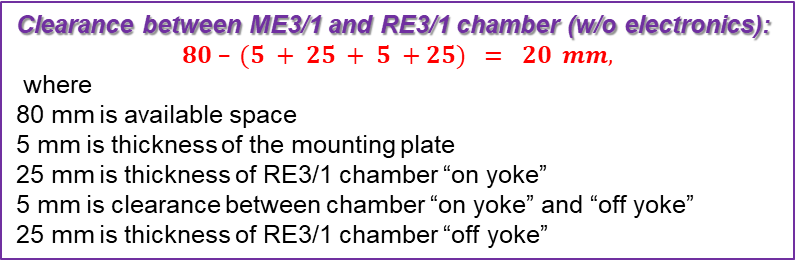 Clearance between ME3/1 and RE3/1 chamber (w/o electronics):
80 – (5 + 25 + 5 +25) = 20 mm,
where
80 mm is available space
5 mm is thickness of the mounting plate
25 mm is thickness of RE3/1 chamber “on yoke”
5 mm is clearance between chamber “on yoke” and “off yoke”
25 mm is thickness of RE3/1 chamber “off yoke”